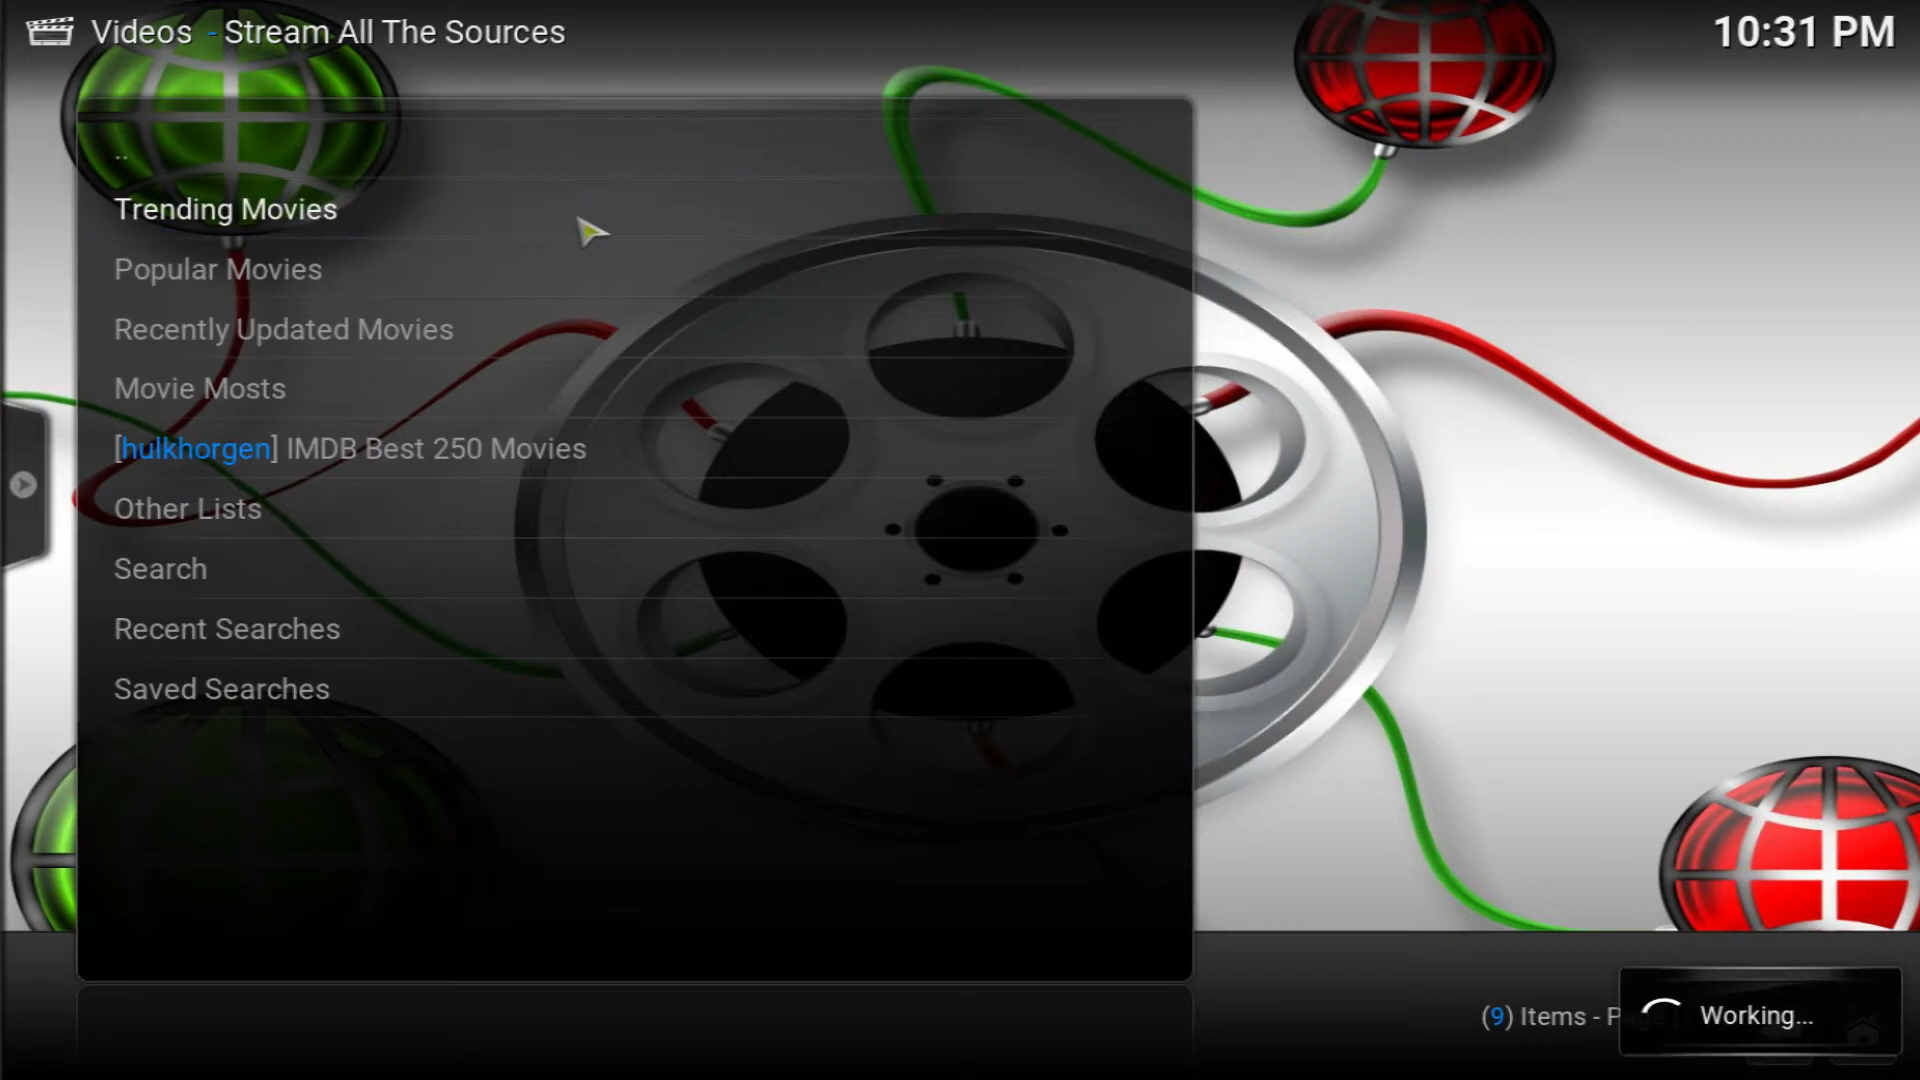 Videos - Stream All The Sources
10:31 PM
..
Trending Movies
Popular Movies
Recently Updated Movies
Movie Mosts
[hulkhorgen] IMDB Best 250 Movies
Other Lists
Search
Recent Searches
Saved Searches
(9) Items -
Working...